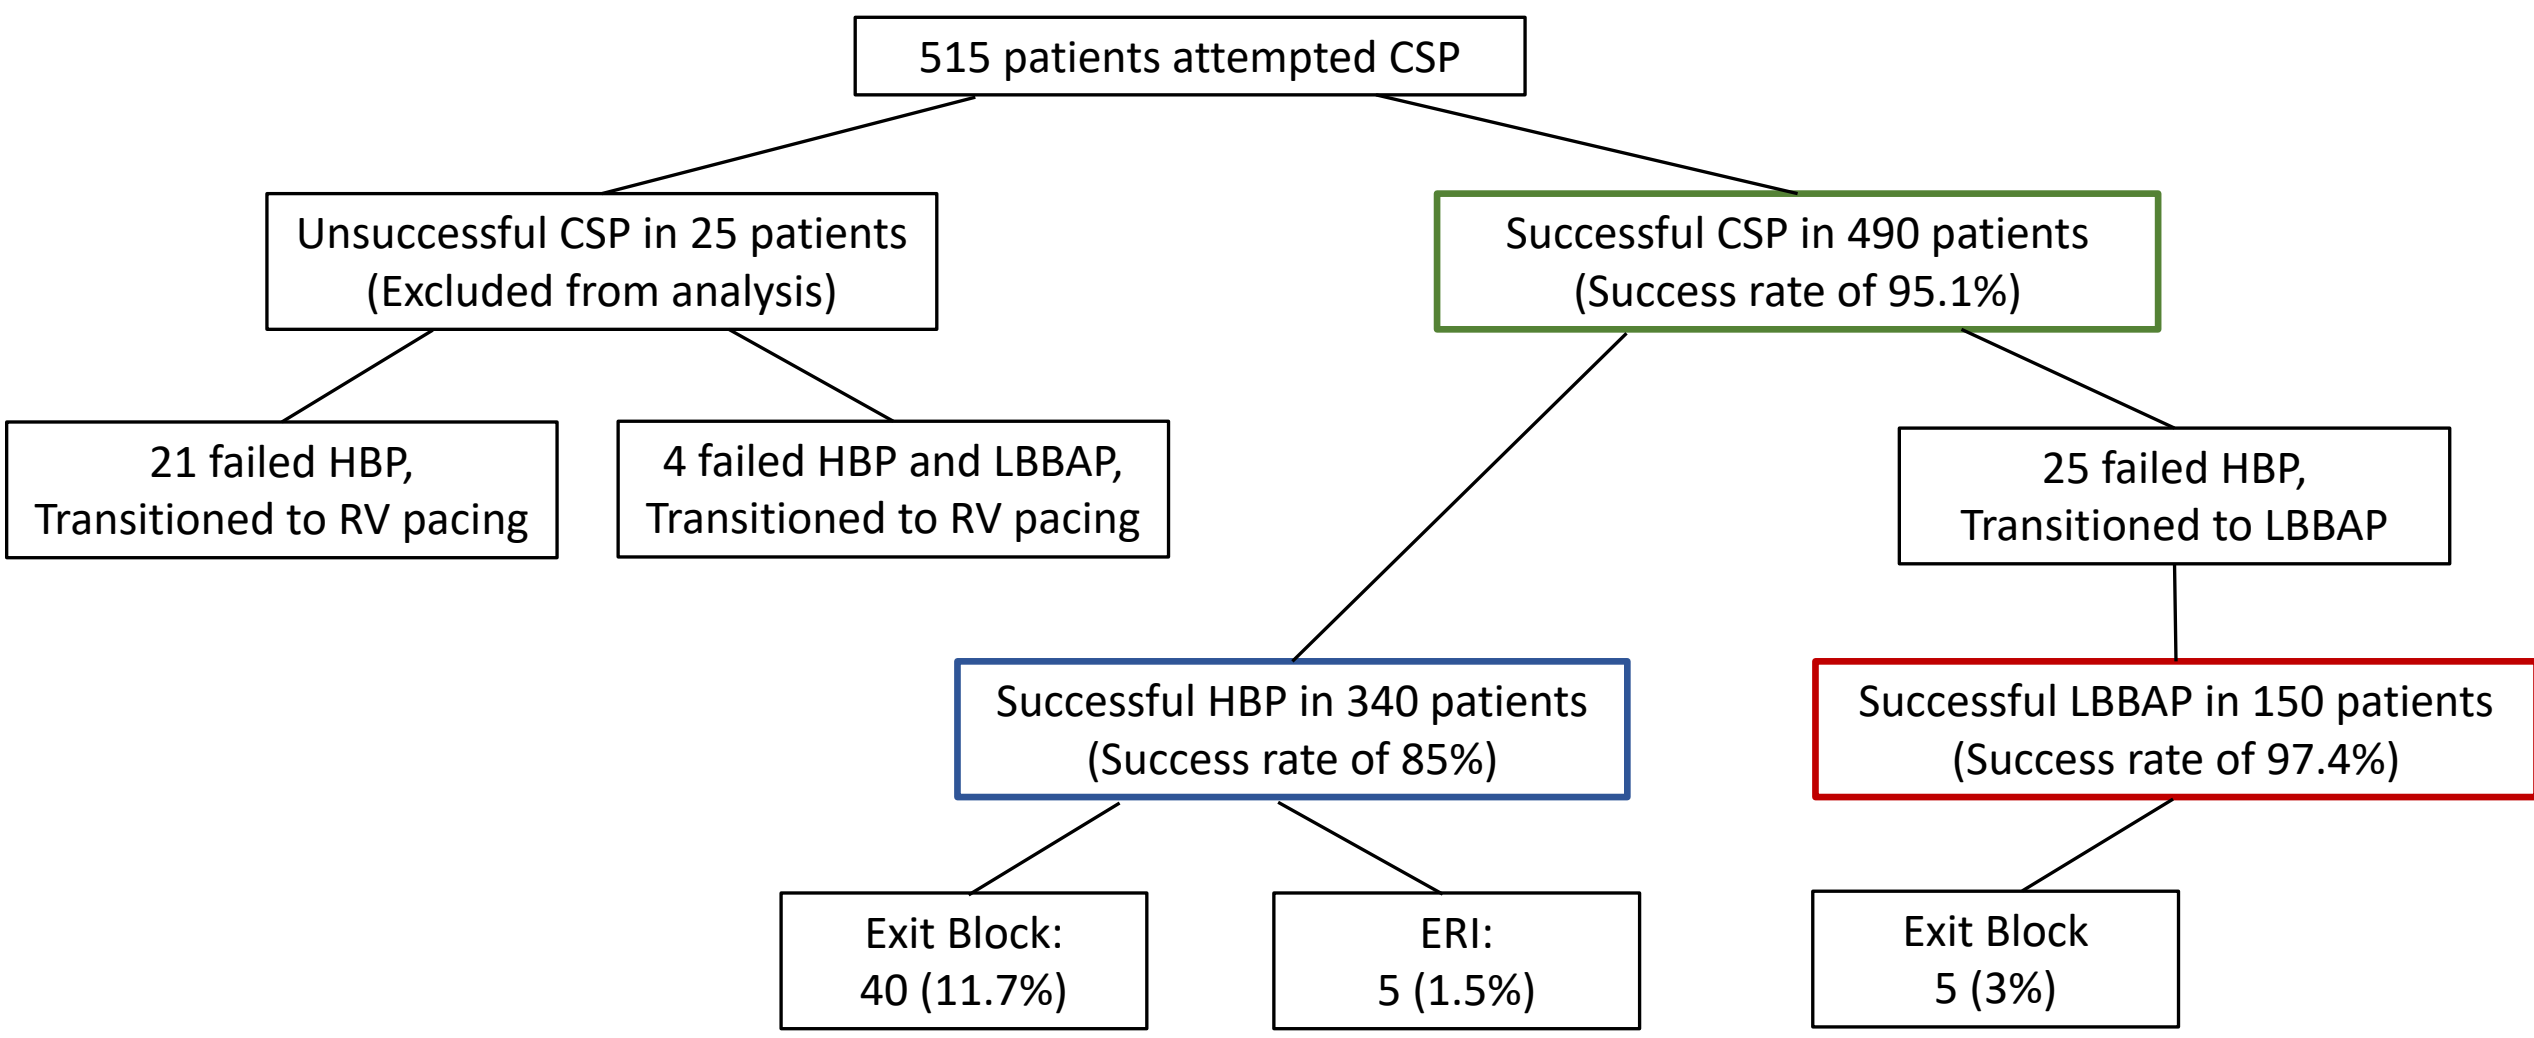 515 patients attempted CSP
Unsuccessful CSP in 25 patients
(Excluded from analysis)
Successful CSP in 490 patients
(Success rate of 95.1%)
21 failed HBP,
Transitioned to RV pacing
4 failed HBP and LBBAP,
Transitioned to RV pacing
25 failed HBP,
Transitioned to LBBAP
Successful HBP in 340 patients
(Success rate of 85%)
Successful LBBAP in 150 patients
(Success rate of 97.4%)
Exit Block:
40 (11.7%)
ERI:
5 (1.5%)
Exit Block
5 (3%)